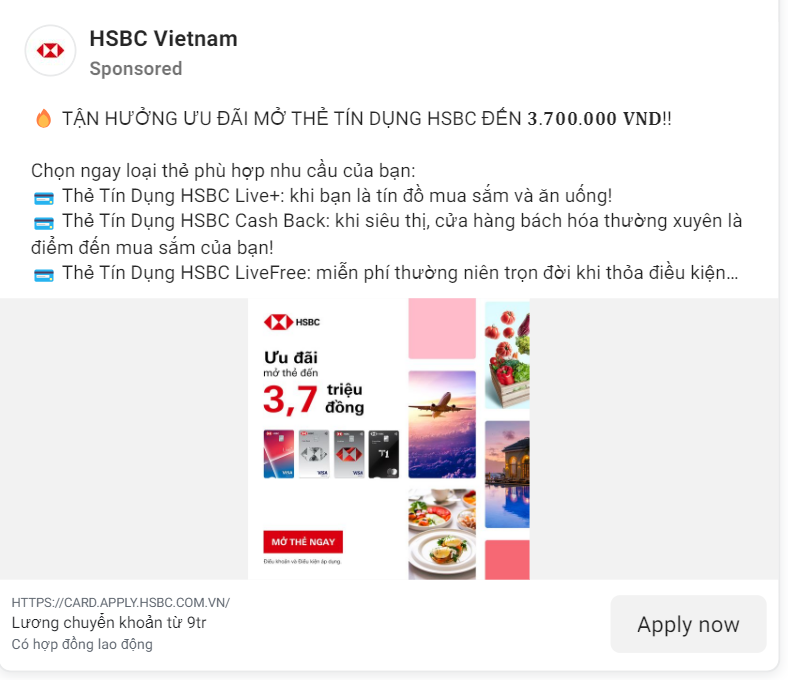 HSBC Vietnam
Sponsored
🔥 TẬN HƯỞNG ƯU ĐÃI MỞ THẺ TÍN DỤNG HSBC ĐẾN 3.700.000 VND!!
Chọn ngay loại thẻ phù hợp nhu cầu của bạn:
💳 Thẻ Tín Dụng HSBC Live+: khi bạn là tín đồ mua sắm và ăn uống!
💳 Thẻ Tín Dụng HSBC Cash Back: khi siêu thị, cửa hàng bách hóa thường xuyên là
điểm đến mua sắm của bạn!
💳 Thẻ Tín Dụng HSBC LiveFree: miễn phí thường niên trọn đời khi thỏa điều kiện...
HSBC
Ưu đãi
mở thẻ đến
3,7 triệu
đồng
VISA
VISA
VISA
T1
MỞ THẺ NGAY
Điều khoản và Điều kiện áp dụng.
HTTPS://CARD.APPLY.HSBC.COM.VN/
Lương chuyển khoản từ 9tr
Có hợp đồng lao động
Apply now